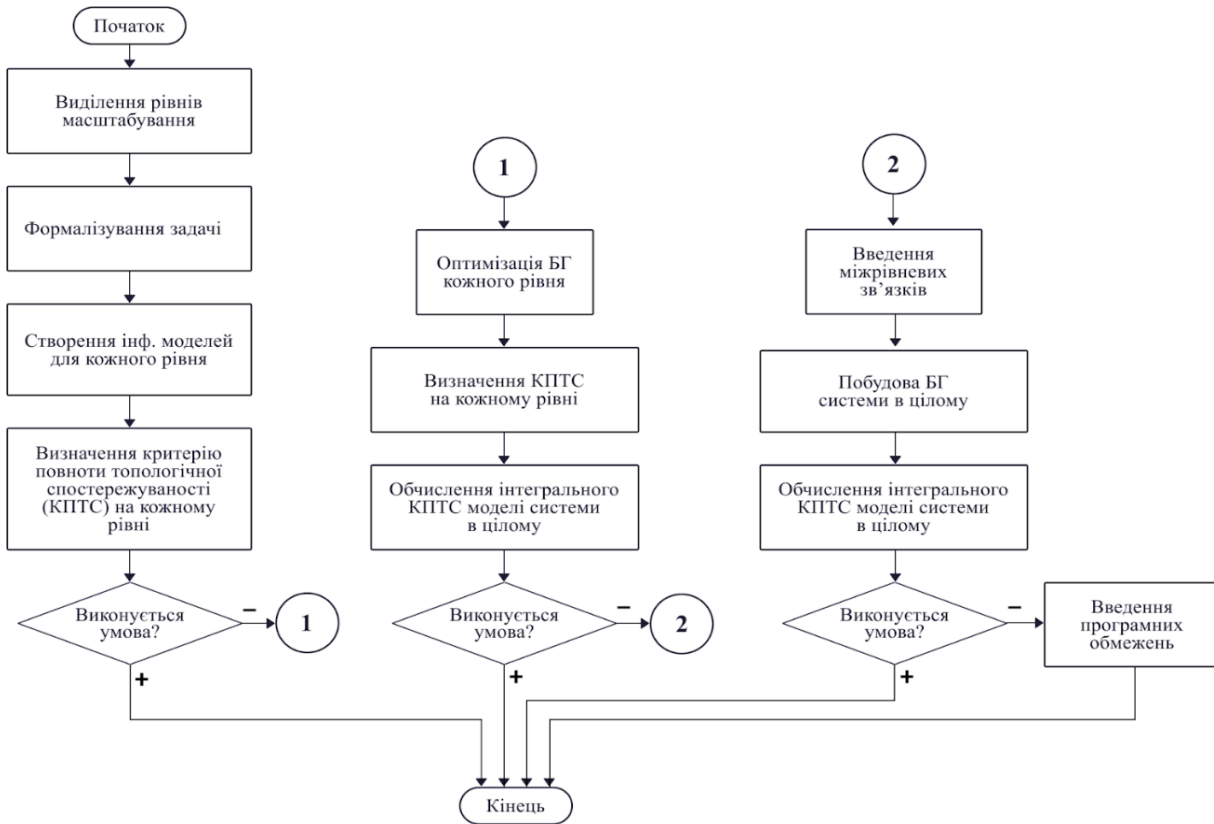 Початок
Виділення рівнів
масштабування
Формалізування задачі
Створення інф. моделей
для кожного рівня
Визначення критерію
повноти топологічної
спостережуваності
(КПТС) на кожному
рівні
Виконується
умова?
–
1
+
1
Оптимізація БГ
кожного рівня
Визначення КПТС
на кожному рівні
Обчислення інтегрального
КПТС моделі системи
в цілому
Виконується
умова?
–
2
+
2
Введення
міжрівневих
зв’язків
Побудова БГ
системи в цілому
Обчислення інтегрального
КПТС моделі системи
в цілому
Виконується
умова?
–
+
Введення
програмних
обмежень
Кінець